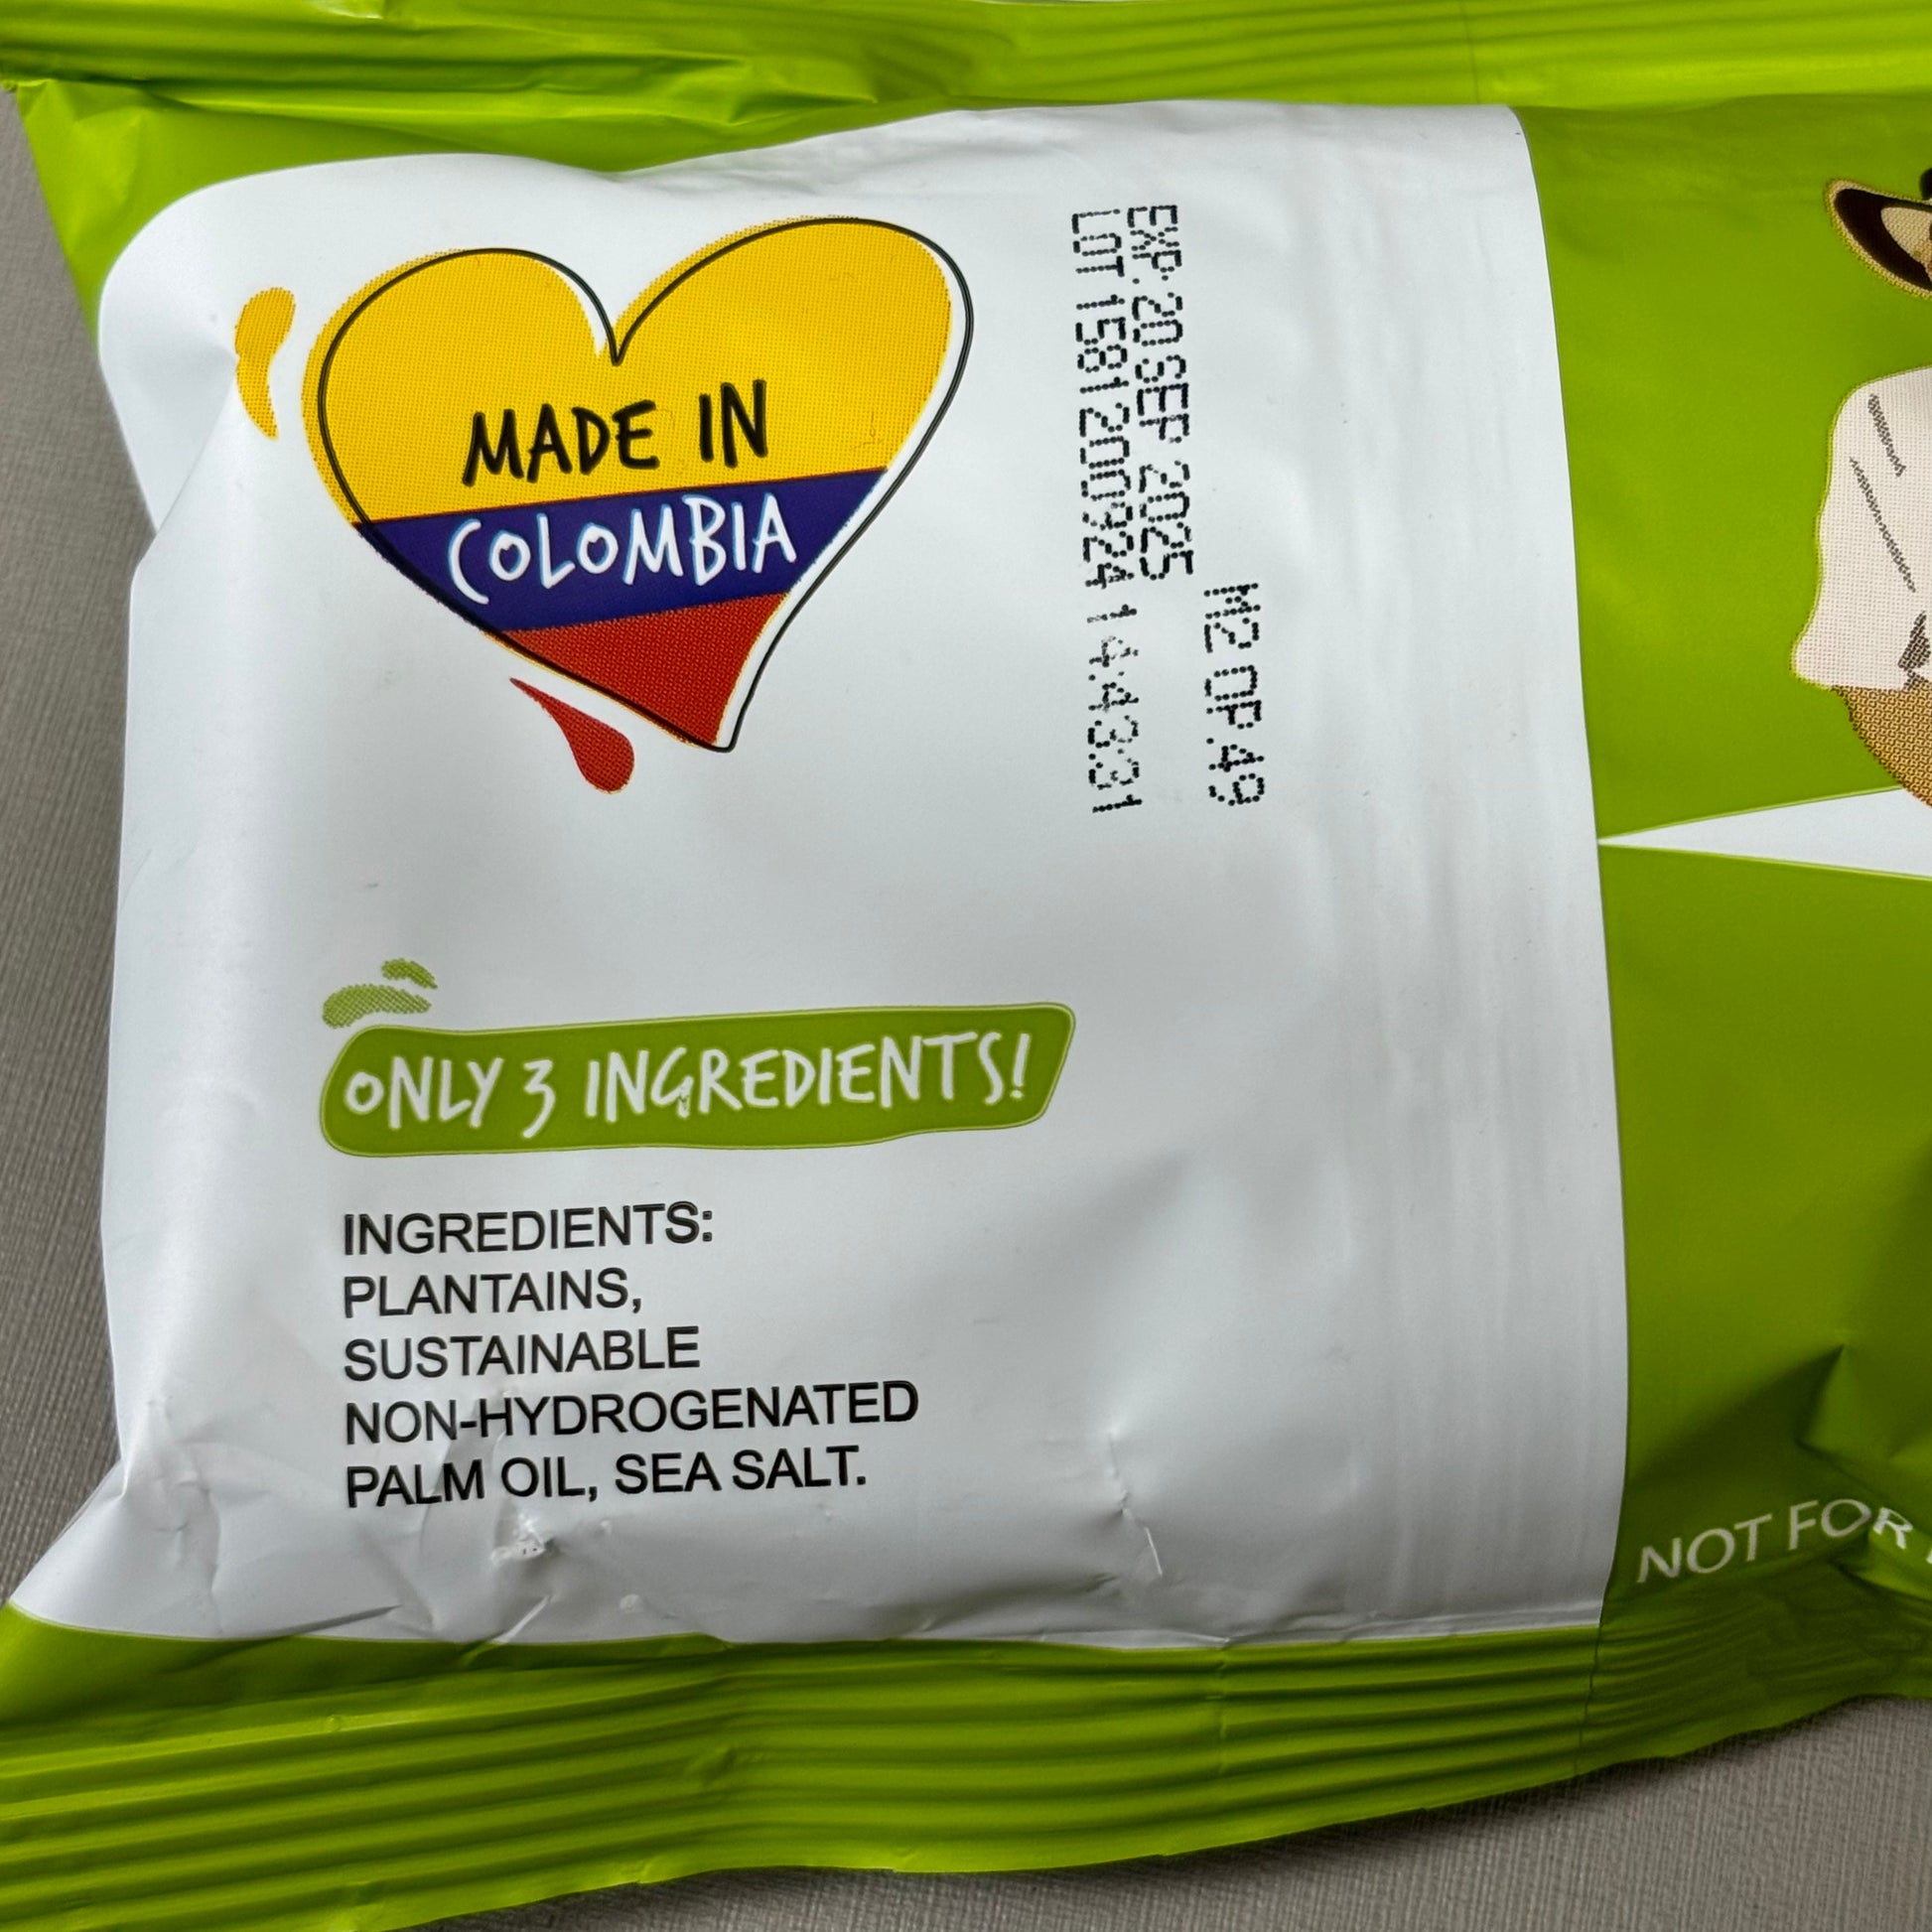 MADE IN
COLOMBIA
EXP: 20 SEP 2025
LOT 1581200924 14:43:31
M2 OP.49
ONLY 3 INGREDIENTS!
INGREDIENTS:
PLANTAINS,
SUSTAINABLE
NON-HYDROGENATED
PALM OIL, SEA SALT.
NOT FOR